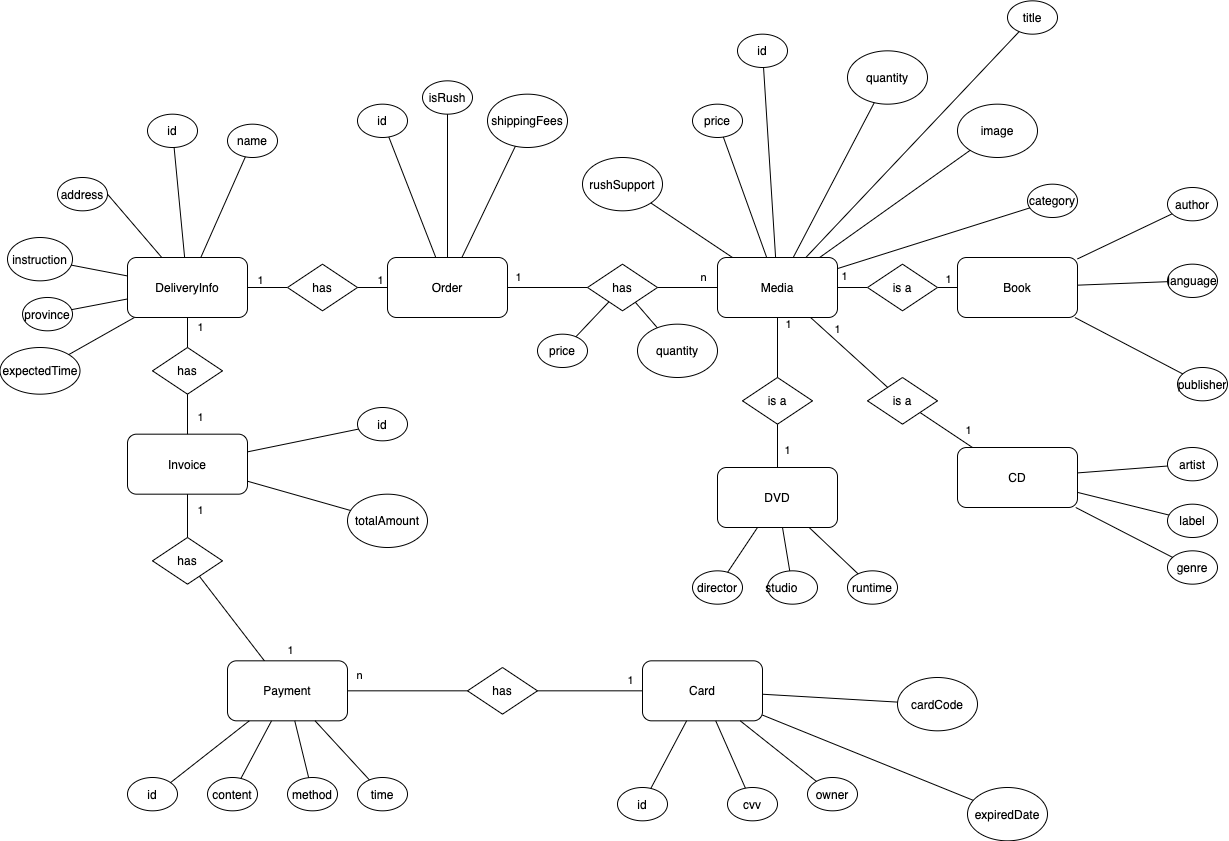 title
id
quantity
isRush
id
shippingFees
price
image
id
name
rushSupport
address
category
author
instruction
DeliveryInfo
1
has
1
Order
1
has
n
Media
1
is a
1
Book
language
province
1
1
1
price
quantity
expectedTime
has
publisher
is a
is a
1
id
1
1
Invoice
artist
CD
DVD
1
totalAmount
label
has
genre
director
studio
runtime
1
n
1
Payment
has
Card
cardCode
id
content
method
time
id
cvv
owner
expiredDate